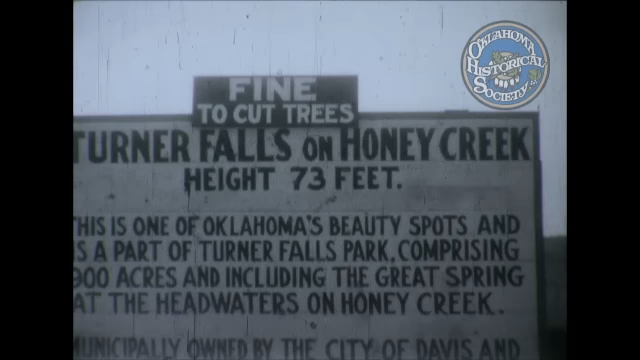 OKLAHOMA
HISTORICAL
SOCIETY
FINE
TO CUT TREES
TURNER FALLS ON HONEY CREEK
HEIGHT 73 FEET.
THIS IS ONE OF OKLAHOMA'S BEAUTY SPOTS AND
IS A PART OF TURNER FALLS PARK, COMPRISING
900 ACRES AND INCLUDING THE GREAT SPRING
AT THE HEADWATERS ON HONEY CREEK.
MUNICIPALLY OWNED BY THE CITY OF DAVIS AND